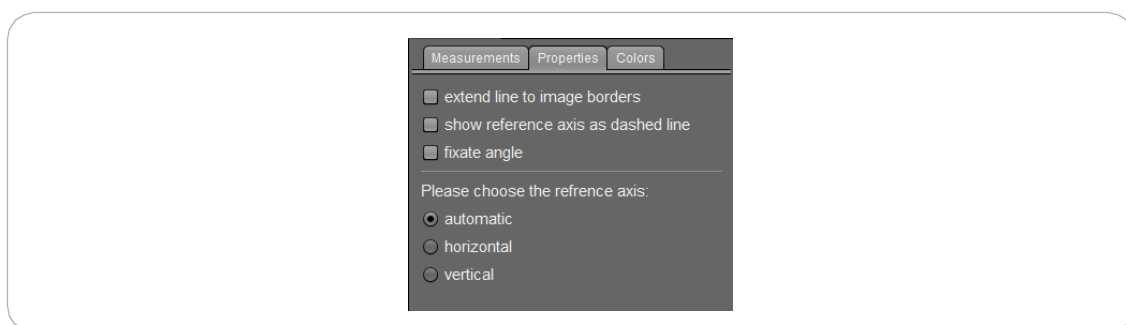 Measurements Properties Colors
extend line to image borders
show reference axis as dashed line
fixate angle
Please choose the refrence axis:
automatic
horizontal
vertical